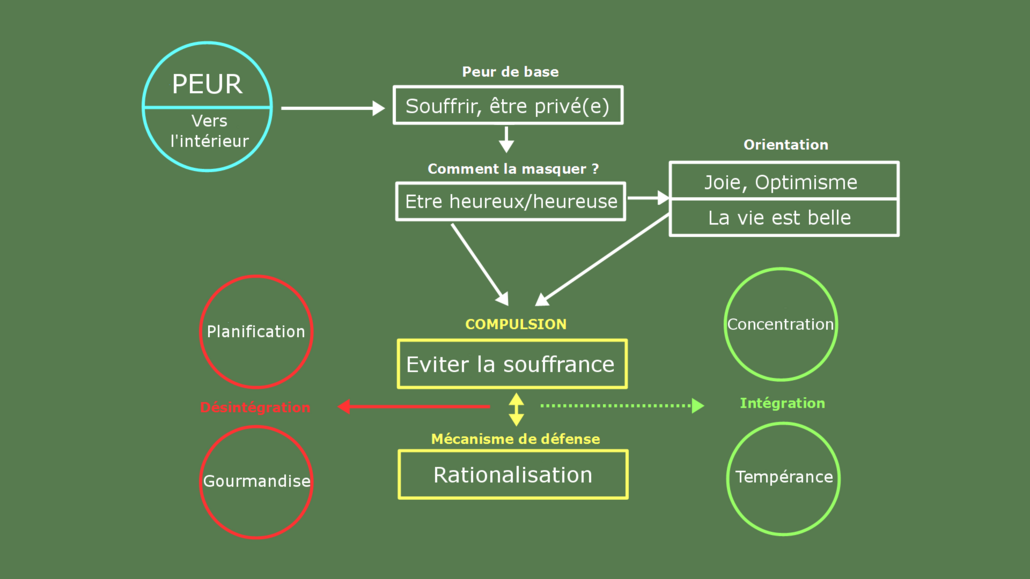 PEUR
Vers
l'intérieur
Peur de base
Souffrir, être privé(e)
Comment la masquer ?
Etre heureux/heureuse
Orientation
Joie, Optimisme
La vie est belle
COMPULSION
Eviter la souffrance
Planification
Désintégration
Gourmandise
Mécanisme de défense
Rationalisation
Concentration
Intégration
Tempérance